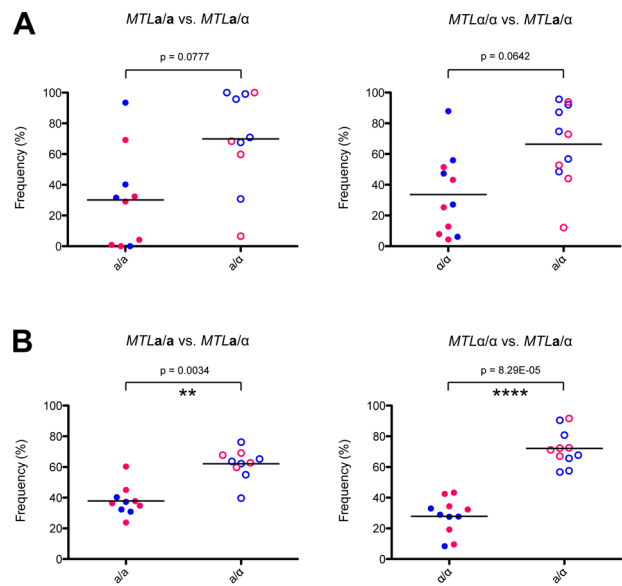 A
MTLa/a vs. MTLa/α
p = 0.0777
Frequency (%)
100
80
60
40
20
0
a/a
a/α
MTLα/α vs. MTLa/α
p = 0.0642
Frequency (%)
100
80
60
40
20
0
α/α
a/α
B
MTLa/a vs. MTLa/α
p = 0.0034
**
Frequency (%)
100
80
60
40
20
0
a/a
a/α
MTLα/α vs. MTLa/α
p = 8.29E-05
****
Frequency (%)
100
80
60
40
20
0
α/α
a/α